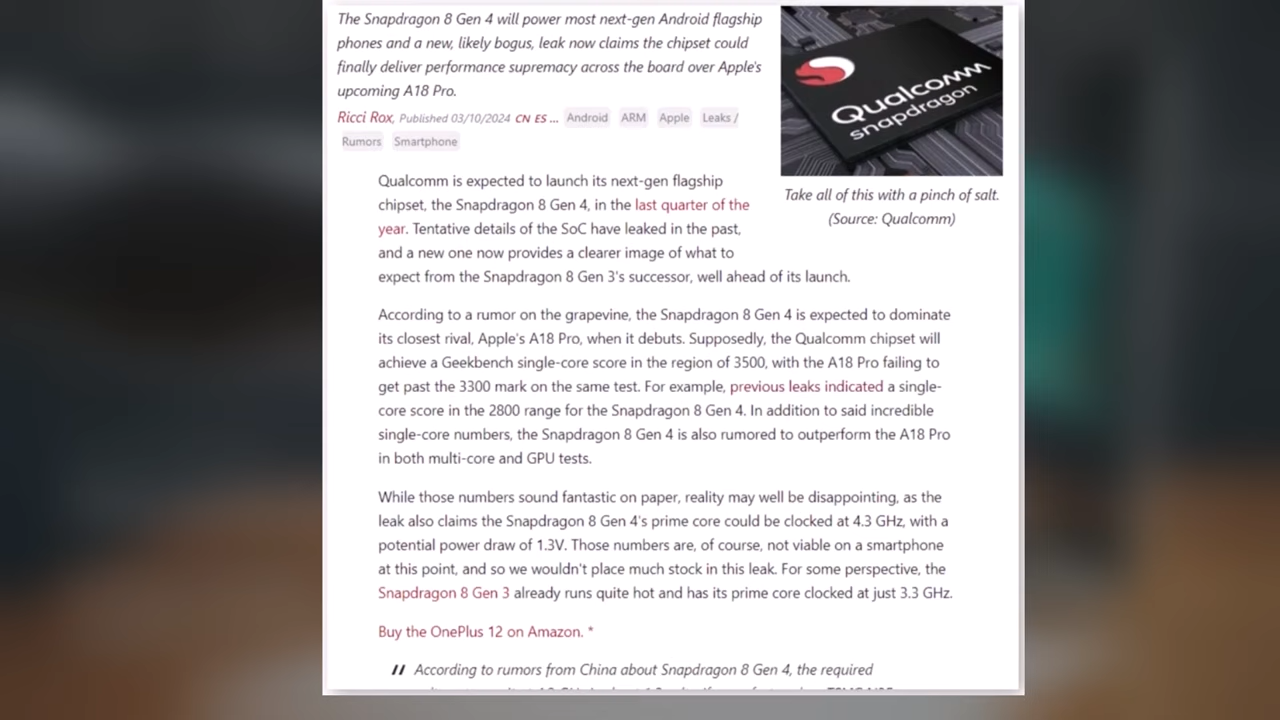 The Snapdragon 8 Gen 4 will power most next-gen Android flagship
phones and a new, likely bogus, leak now claims the chipset could
finally deliver performance supremacy across the board over Apple's
upcoming A18 Pro.
Ricci Rox, Published 03/10/2024 CN ES ... Android ARM Apple Leaks /
Rumors Smartphone
Qualcomm
snapdragon
Take all of this with a pinch of salt.
(Source: Qualcomm)
Qualcomm is expected to launch its next-gen flagship
chipset, the Snapdragon 8 Gen 4, in the last quarter of the
year. Tentative details of the SoC have leaked in the past,
and a new one now provides a clearer image of what to
expect from the Snapdragon 8 Gen 3's successor, well ahead of its launch.
According to a rumor on the grapevine, the Snapdragon 8 Gen 4 is expected to dominate
its closest rival, Apple's A18 Pro, when it debuts. Supposedly, the Qualcomm chipset will
achieve a Geekbench single-core score in the region of 3500, with the A18 Pro failing to
get past the 3300 mark on the same test. For example, previous leaks indicated a single-
core score in the 2800 range for the Snapdragon 8 Gen 4. In addition to said incredible
single-core numbers, the Snapdragon 8 Gen 4 is also rumored to outperform the A18 Pro
in both multi-core and GPU tests.
While those numbers sound fantastic on paper, reality may well be disappointing, as the
leak also claims the Snapdragon 8 Gen 4's prime core could be clocked at 4.3 GHz, with a
potential power draw of 1.3V. Those numbers are, of course, not viable on a smartphone
at this point, and so we wouldn't place much stock in this leak. For some perspective, the
Snapdragon 8 Gen 3 already runs quite hot and has its prime core clocked at just 3.3 GHz.
Buy the OnePlus 12 on Amazon. *
According to rumors from China about Snapdragon 8 Gen 4, the required